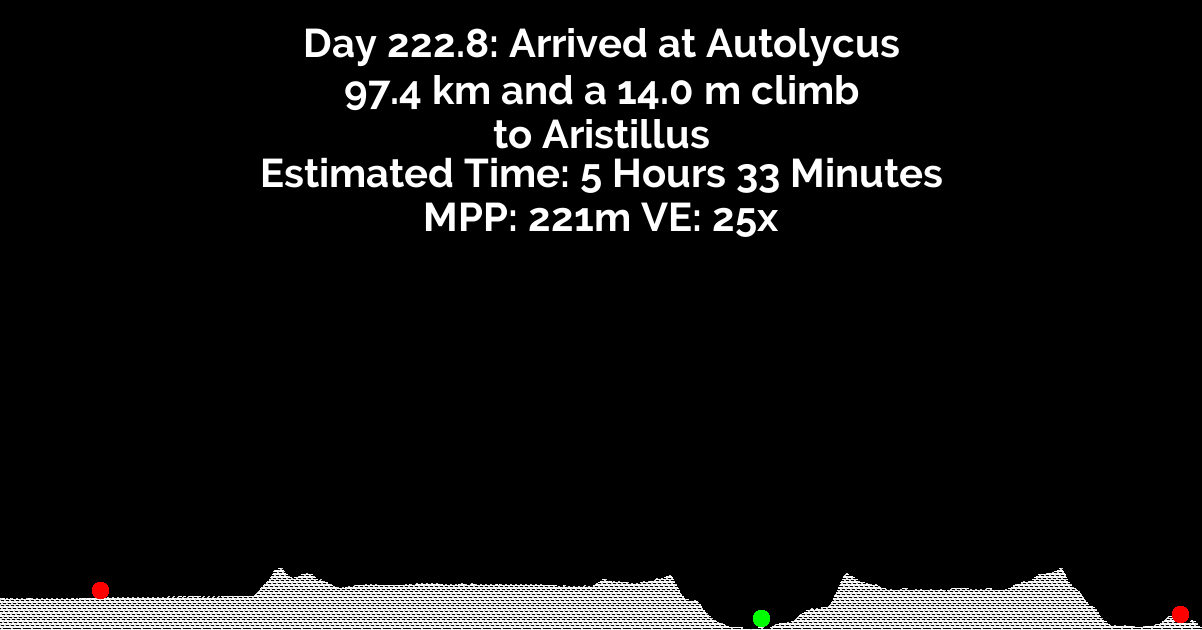 Day 222.8: Arrived at Autolycus
97.4 km and a 14.0 m climb
to Aristillus
Estimated Time: 5 Hours 33 Minutes
MPP: 221m VE: 25x